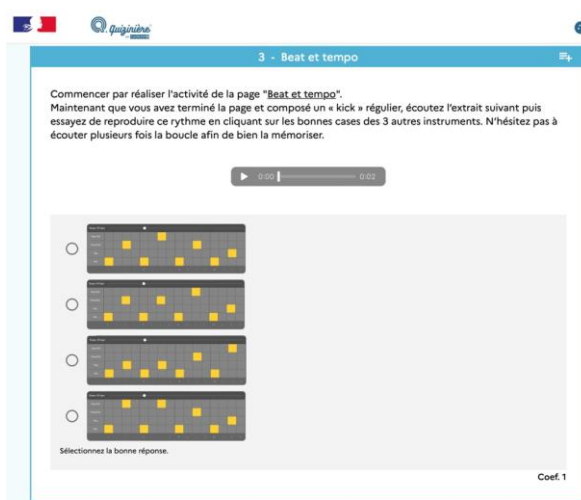 Quizinière
3 - Beat et tempo
Commencer par réaliser l'activité de la page "Beat et tempo".
Maintenant que vous avez terminé la page et composé un « kick » régulier, écoutez l'extrait suivant puis
essayez de reproduire ce rythme en cliquant sur les bonnes cases des 3 autres instruments. N'hésitez pas à
écouter plusieurs fois la boucle afin de bien la mémoriser.
0:00 0:02
Sélectionnez la bonne réponse.
Coef. 1